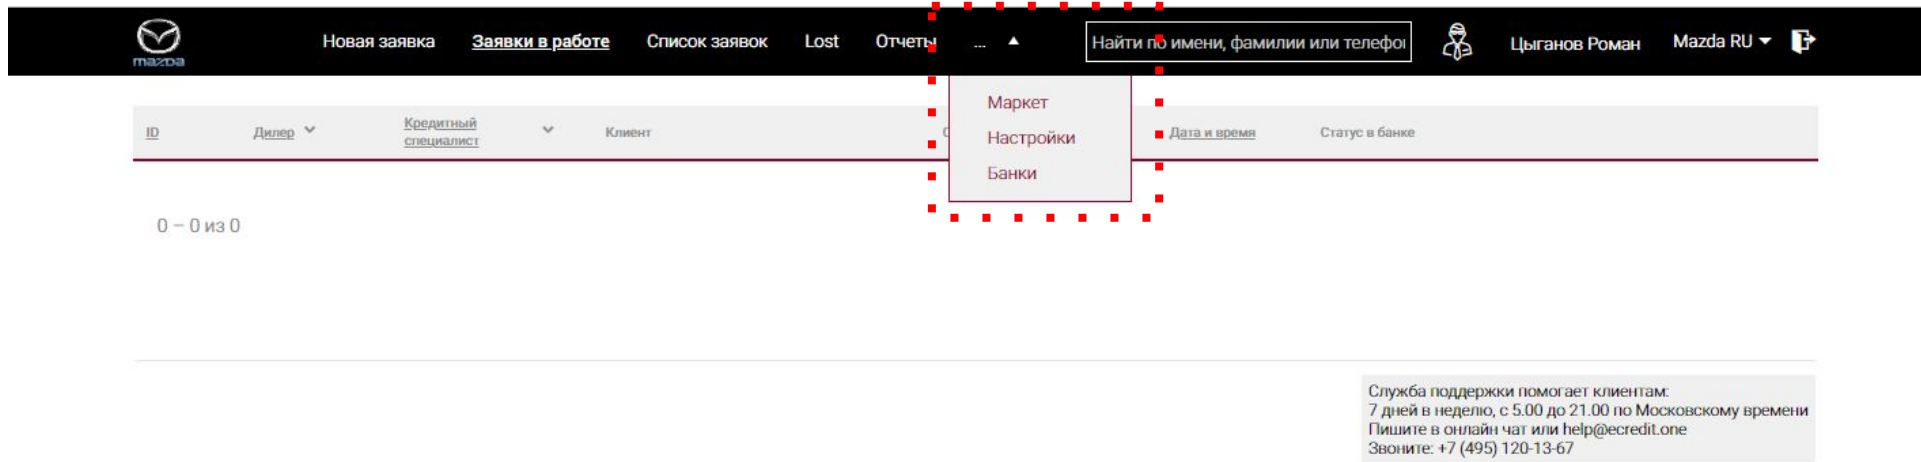 mazda
Новая заявка Заявки в работе Список заявок Lost Отчеты ... Найти по имени, фамилии или телефо Цыганов Роман Mazda RU
Маркет
Настройки
Банки
ID Дилер Кредитный специалист Клиент Дата и время Статус в банке
0 – 0 из 0
Служба поддержки помогает клиентам:
7 дней в неделю, с 5.00 до 21.00 по Московскому времени
Пишите в онлайн чат или help@ecredit.one
Звоните: +7 (495) 120-13-67